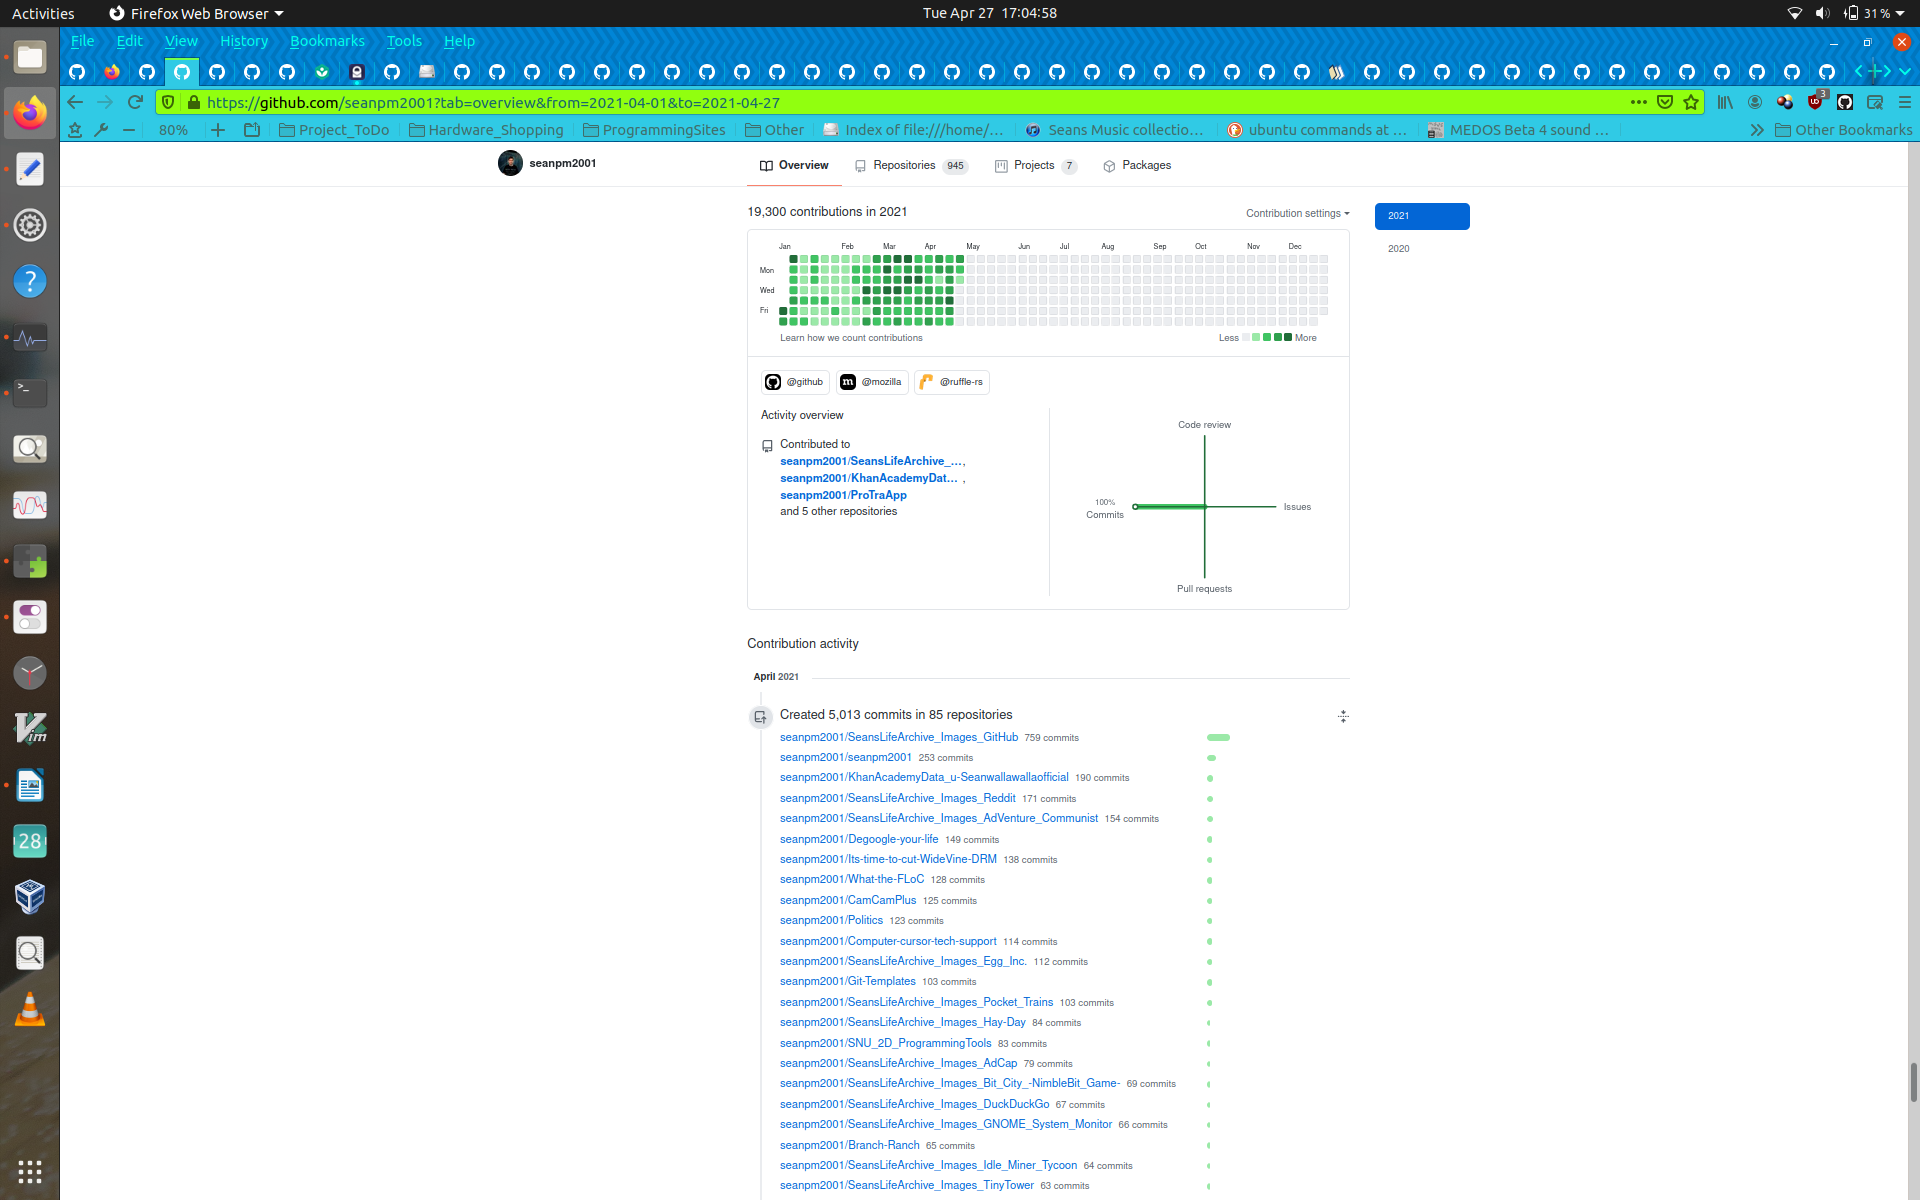 Activities Firefox Web Browser Tue Apr 27 17:04:58 31 %
File Edit View History Bookmarks Tools Help
https://github.com/seanpm2001?tab=overview&from=2021-04-01&to=2021-04-27 3
80% Project_ToDo Hardware_Shopping ProgrammingSites Other Index of file:///home/... Seans Music collectio... ubuntu commands at ... MEDOS Beta 4 sound ... Other Bookmarks
seanpm2001 Overview Repositories 945 Projects 7 Packages
19,300 contributions in 2021 Contribution settings 2021
2020
Jan Feb Mar Apr May Jun Jul Aug Sep Oct Nov Dec
Mon
Wed
Fri
Learn how we count contributions Less More
@github @mozilla @ruffle-rs
Activity overview
Contributed to
seanpm2001/SeansLifeArchive_...,
seanpm2001/KhanAcademyDat... ,
seanpm2001/ProTraApp
and 5 other repositories
Code review
100%
Commits
Issues
Pull requests
Contribution activity
April 2021
Created 5,013 commits in 85 repositories
seanpm2001/SeansLifeArchive_Images_GitHub 759 commits
seanpm2001/seanpm2001 253 commits
seanpm2001/KhanAcademyData_u-Seanwallawallaofficial 190 commits
seanpm2001/SeansLifeArchive_Images_Reddit 171 commits
seanpm2001/SeansLifeArchive_Images_AdVenture_Communist 154 commits
seanpm2001/Degoogle-your-life 149 commits
seanpm2001/Its-time-to-cut-WideVine-DRM 138 commits
seanpm2001/What-the-FLoC 128 commits
seanpm2001/CamCamPlus 125 commits
seanpm2001/Politics 123 commits
seanpm2001/Computer-cursor-tech-support 114 commits
seanpm2001/SeansLifeArchive_Images_Egg_Inc. 112 commits
seanpm2001/Git-Templates 103 commits
seanpm2001/SeansLifeArchive_Images_Pocket_Trains 103 commits
seanpm2001/SeansLifeArchive_Images_Hay-Day 84 commits
seanpm2001/SNU_2D_ProgrammingTools 83 commits
seanpm2001/SeansLifeArchive_Images_AdCap 79 commits
seanpm2001/SeansLifeArchive_Images_Bit_City_-NimbleBit_Game- 69 commits
seanpm2001/SeansLifeArchive_Images_DuckDuckGo 67 commits
seanpm2001/SeansLifeArchive_Images_GNOME_System_Monitor 66 commits
seanpm2001/Branch-Ranch 65 commits
seanpm2001/SeansLifeArchive_Images_Idle_Miner_Tycoon 64 commits
seanpm2001/SeansLifeArchive_Images_TinyTower 63 commits
28